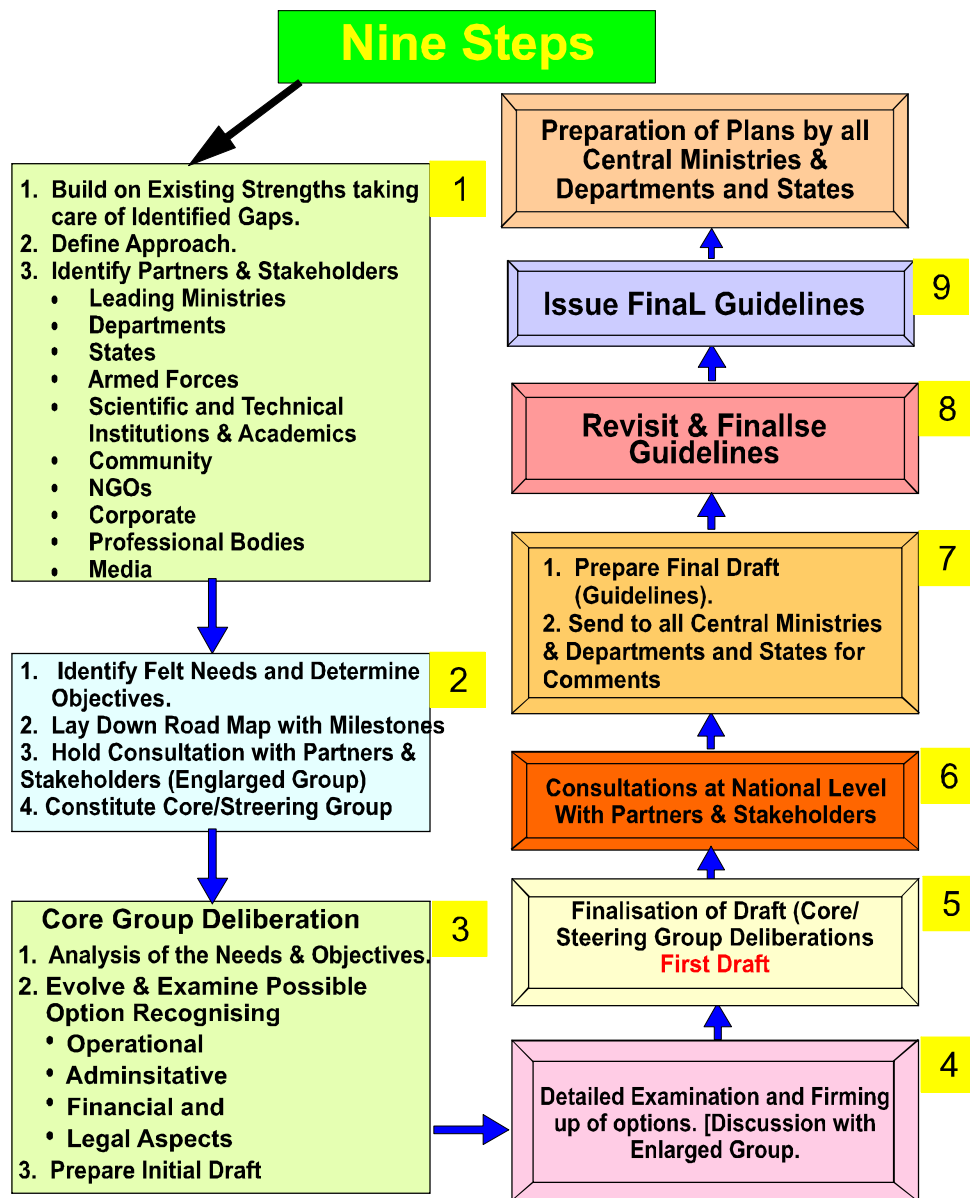 Nine Steps
1
1. Build on Existing Strengths taking
care of Identified Gaps.
2. Define Approach.
3. Identify Partners & Stakeholders
• Leading Ministries
• Departments
• States
• Armed Forces
• Scientific and Technical
Institutions & Academics
• Community
• NGOs
• Corporate
• Professional Bodies
• Media
2
1. Identify Felt Needs and Determine
Objectives.
2. Lay Down Road Map with Milestones
3. Hold Consultation with Partners &
Stakeholders (Englarged Group)
4. Constitute Core/Streering Group
3
Core Group Deliberation
1. Analysis of the Needs & Objectives.
2. Evolve & Examine Possible
Option Recognising
• Operational
• Adminsitative
• Financial and
• Legal Aspects
3. Prepare Initial Draft
4
Detailed Examination and Firming
up of options. [Discussion with
Enlarged Group.
5
Finalisation of Draft (Core/
Steering Group Deliberations
First Draft
6
Consultations at National Level
With Partners & Stakeholders
7
1. Prepare Final Draft
(Guidelines).
2. Send to all Central Ministries
& Departments and States for
Comments
8
Revisit & Finallse
Guidelines
9
Issue FinaL Guidelines
Preparation of Plans by all
Central Ministries &
Departments and States